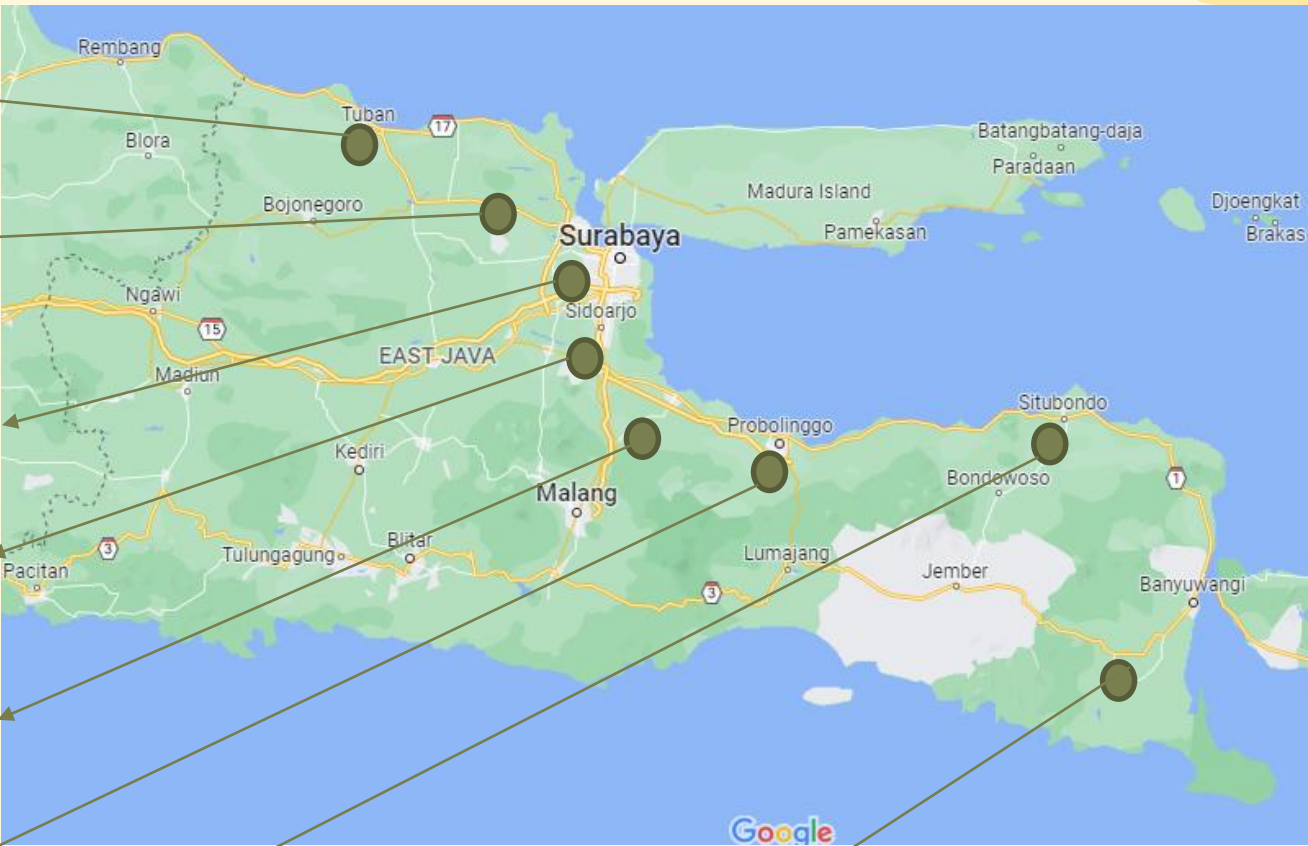 Rembang
Tuban
17
Blora
Batangbatang-daja
Paradaan
Madura Island
Bojonegoro
Djoengkat
Pamekasan
Brakas
Surabaya
Ngawi
Sidoarjo
15
EAST JAVA
Madiun
Situbondo
Probolinggo
Kediri
Bondowoso
1
Malang
3
Blitar
Tulungagung
Lumajang
Pacitan
Jember
Banyuwangi
3
Google